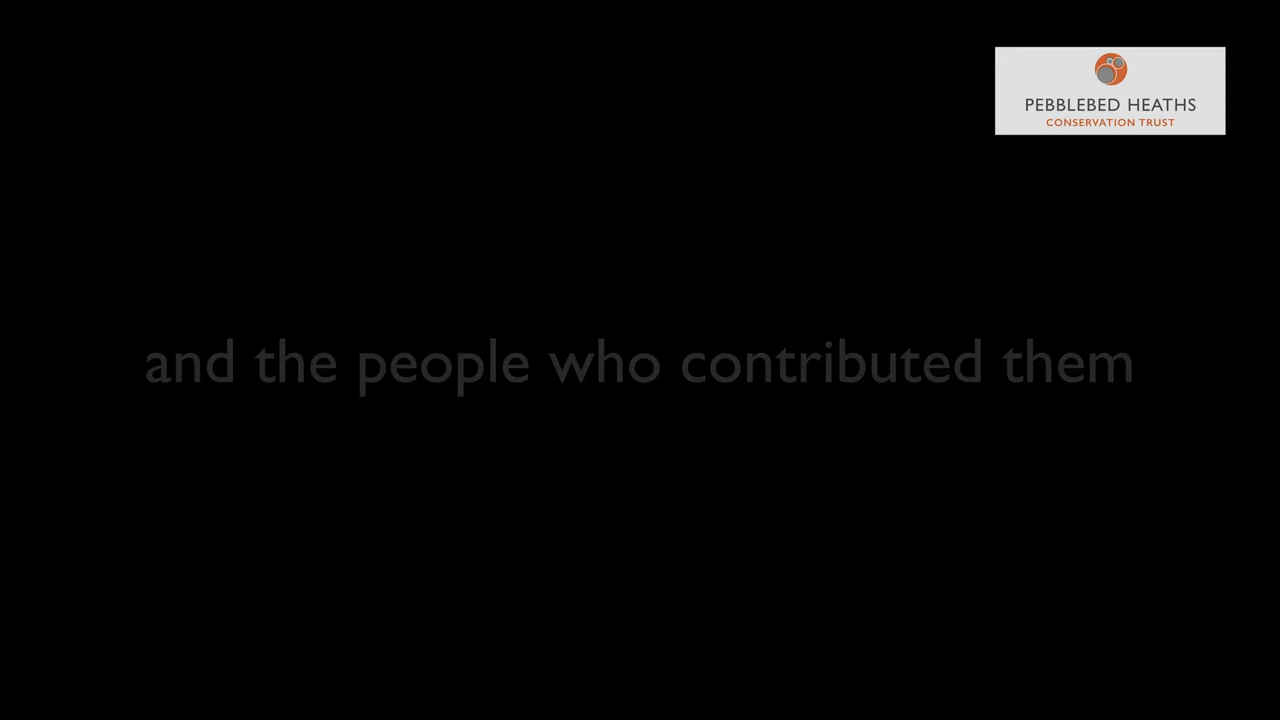 PEBBLEBED HEATHS
CONSERVATION TRUST
and the people who contributed them